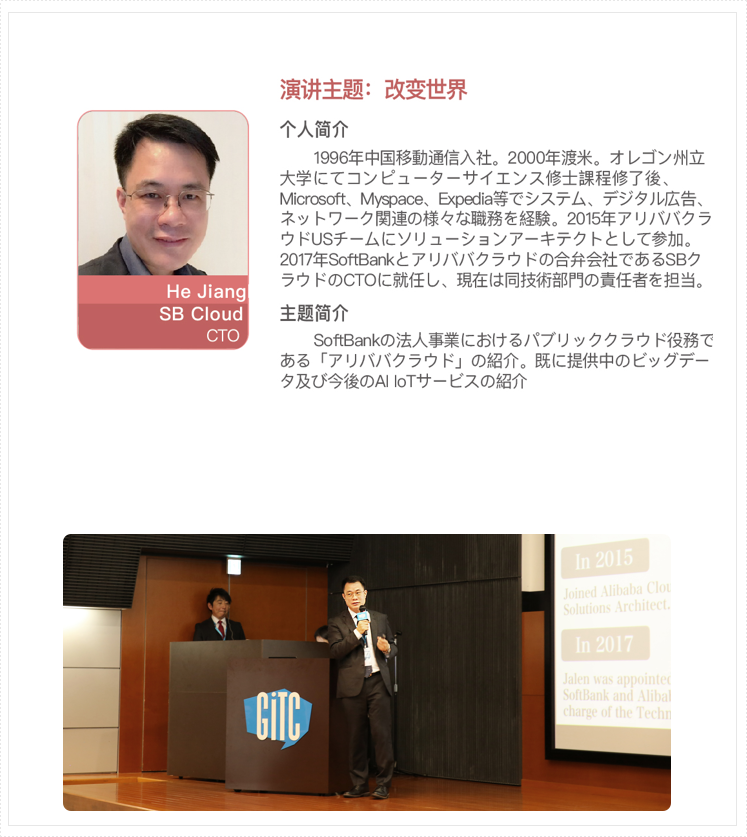 演讲主题：改变世界
个人简介
1996年中国移動通信入社。2000年渡米。オレゴン州立
大学にてコンピューターサイエンス修士課程修了後、
Microsoft、Myspace、Expedia等でシステム、デジタル広告、
ネットワーク関連の様々な職務を経験。2015年アリババクラ
ウドUSチームにソリューションアーキテクトとして参加。
2017年SoftBankとアリババクラウドの合弁会社であるSBク
ラウドのCTOに就任し、現在は同技術部門の責任者を担当。
He Jiang
SB Cloud
CTO
主题简介
SoftBankの法人事業におけるパブリッククラウド役務で
ある「アリババクラウド」の紹介。既に提供中のビッグデー
タ及び今後のAI IoTサービスの紹介
In 2015
Joined Alibaba Clou
Solutions Architect.
In 2017
Jalen was appointed
SoftBank and Alibal
charge of the Techn
GiTC